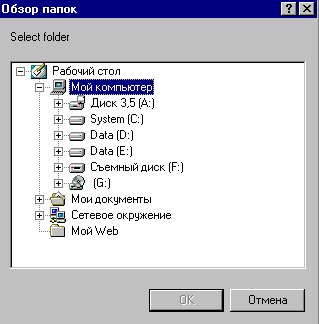 Обзор папок
Select folder
Рабочий стол
Мой компьютер
Диск 3,5 (A:)
System (C:)
Data (D:)
Data (E:)
Съемный диск (F:)
(G:)
Мои документы
Сетевое окружение
Мой Web
OK
Отмена